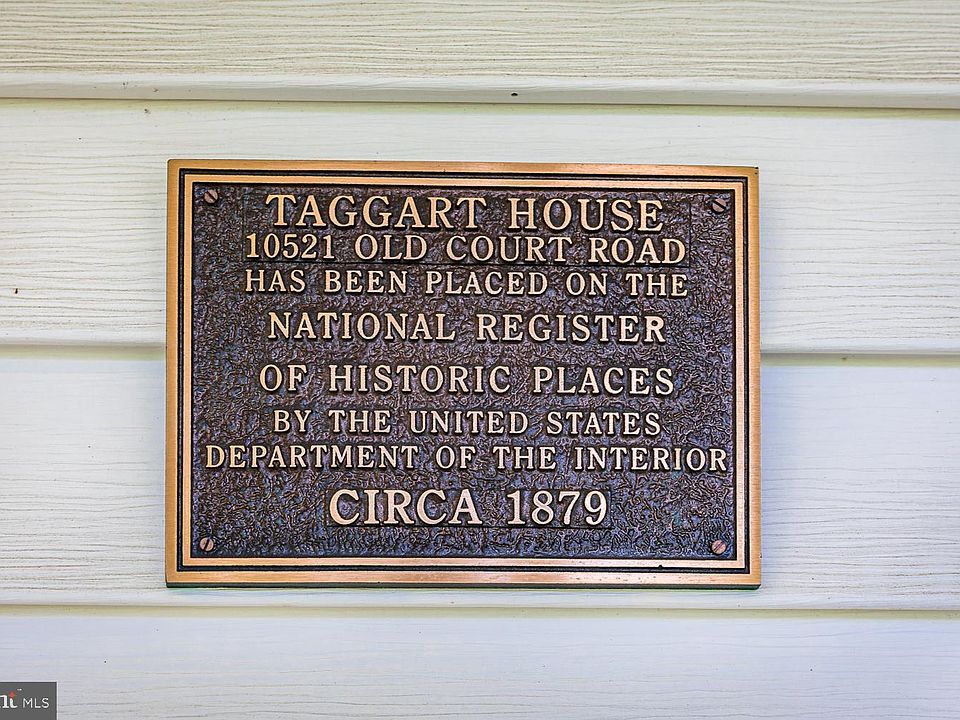 TAGGART HOUSE
10521 OLD COURT ROAD
HAS BEEN PLACED ON THE
NATIONAL REGISTER
OF HISTORIC PLACES
BY THE UNITED STATES
DEPARTMENT OF THE INTERIOR
CIRCA 1879
MLS